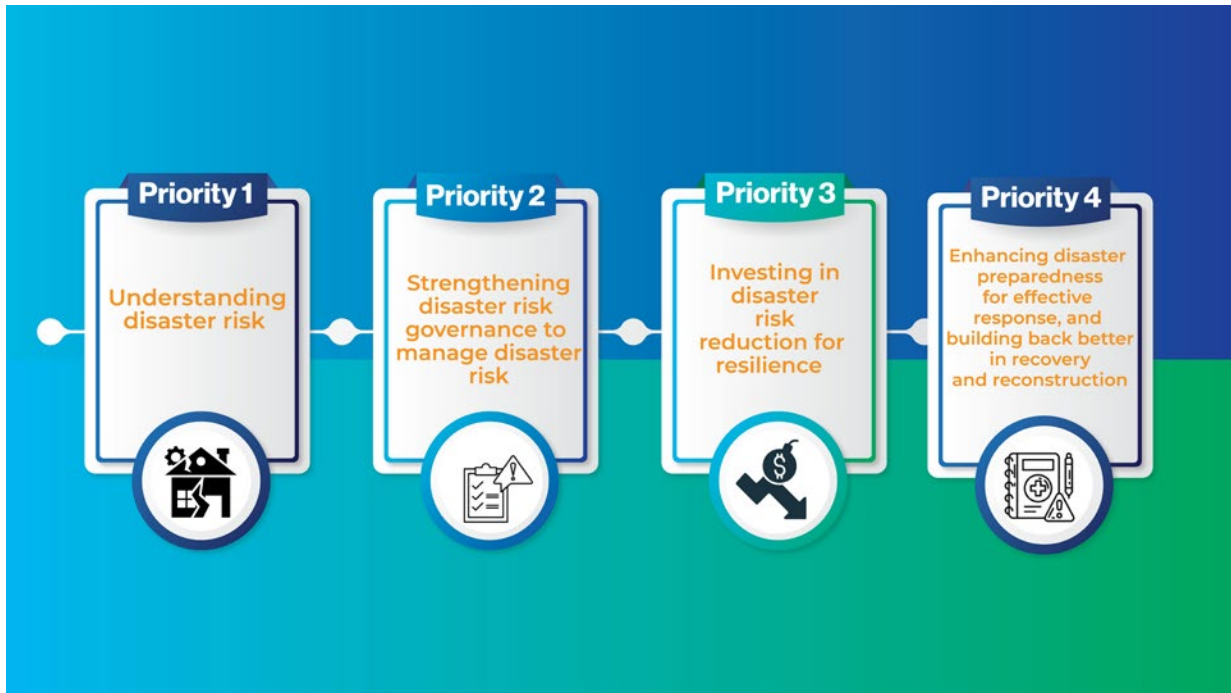 Priority 1
Understanding
disaster risk
Priority 2
Strengthening
disaster risk
governance to
manage disaster
risk
Priority 3
Investing in
disaster
risk
reduction for
resilience
Priority 4
Enhancing disaster
preparedness
for effective
response, and
building back better
in recovery
and reconstruction